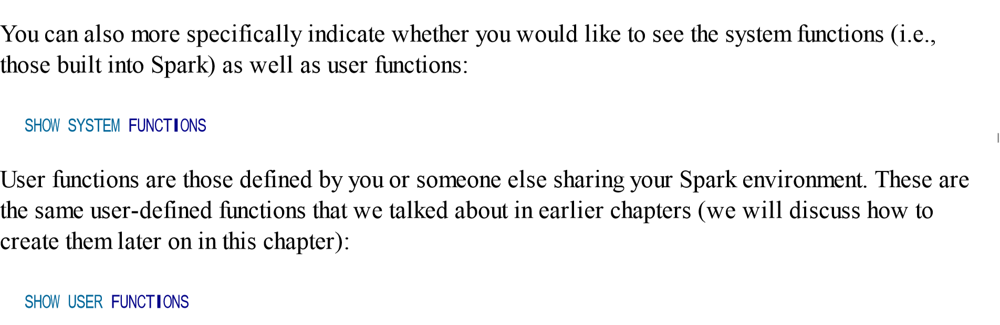 You can also more specifically indicate whether you would like to see the system functions (i.e.,
those built into Spark) as well as user functions:
SHOW SYSTEM FUNCTIONS
User functions are those defined by you or someone else sharing your Spark environment. These are
the same user-defined functions that we talked about in earlier chapters (we will discuss how to
create them later on in this chapter):
SHOW USER FUNCTIONS